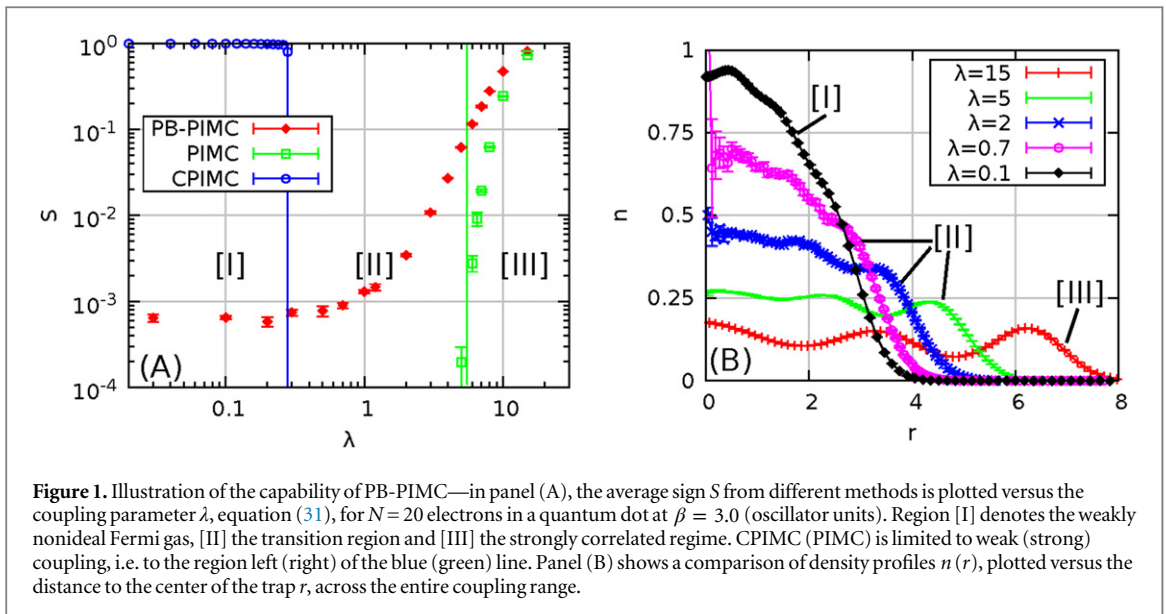 10⁰
10⁻¹
10⁻²
10⁻³
10⁻⁴
S
0.1
1
10
λ
PB-PIMC
PIMC
CPIMC
[I]
[II]
[III]
(A)
1
0.75
0.5
0.25
0
n
0
2
4
6
8
r
λ=15
λ=5
λ=2
λ=0.7
λ=0.1
[I]
[II]
[III]
(B)
Figure 1. Illustration of the capability of PB-PIMC—in panel (A), the average sign S from different methods is plotted versus the
coupling parameter λ, equation (31), for N = 20 electrons in a quantum dot at β = 3.0 (oscillator units). Region [I] denotes the weakly
nonideal Fermi gas, [II] the transition region and [III] the strongly correlated regime. CPIMC (PIMC) is limited to weak (strong)
coupling, i.e. to the region left (right) of the blue (green) line. Panel (B) shows a comparison of density profiles n(r), plotted versus the
distance to the center of the trap r, across the entire coupling range.